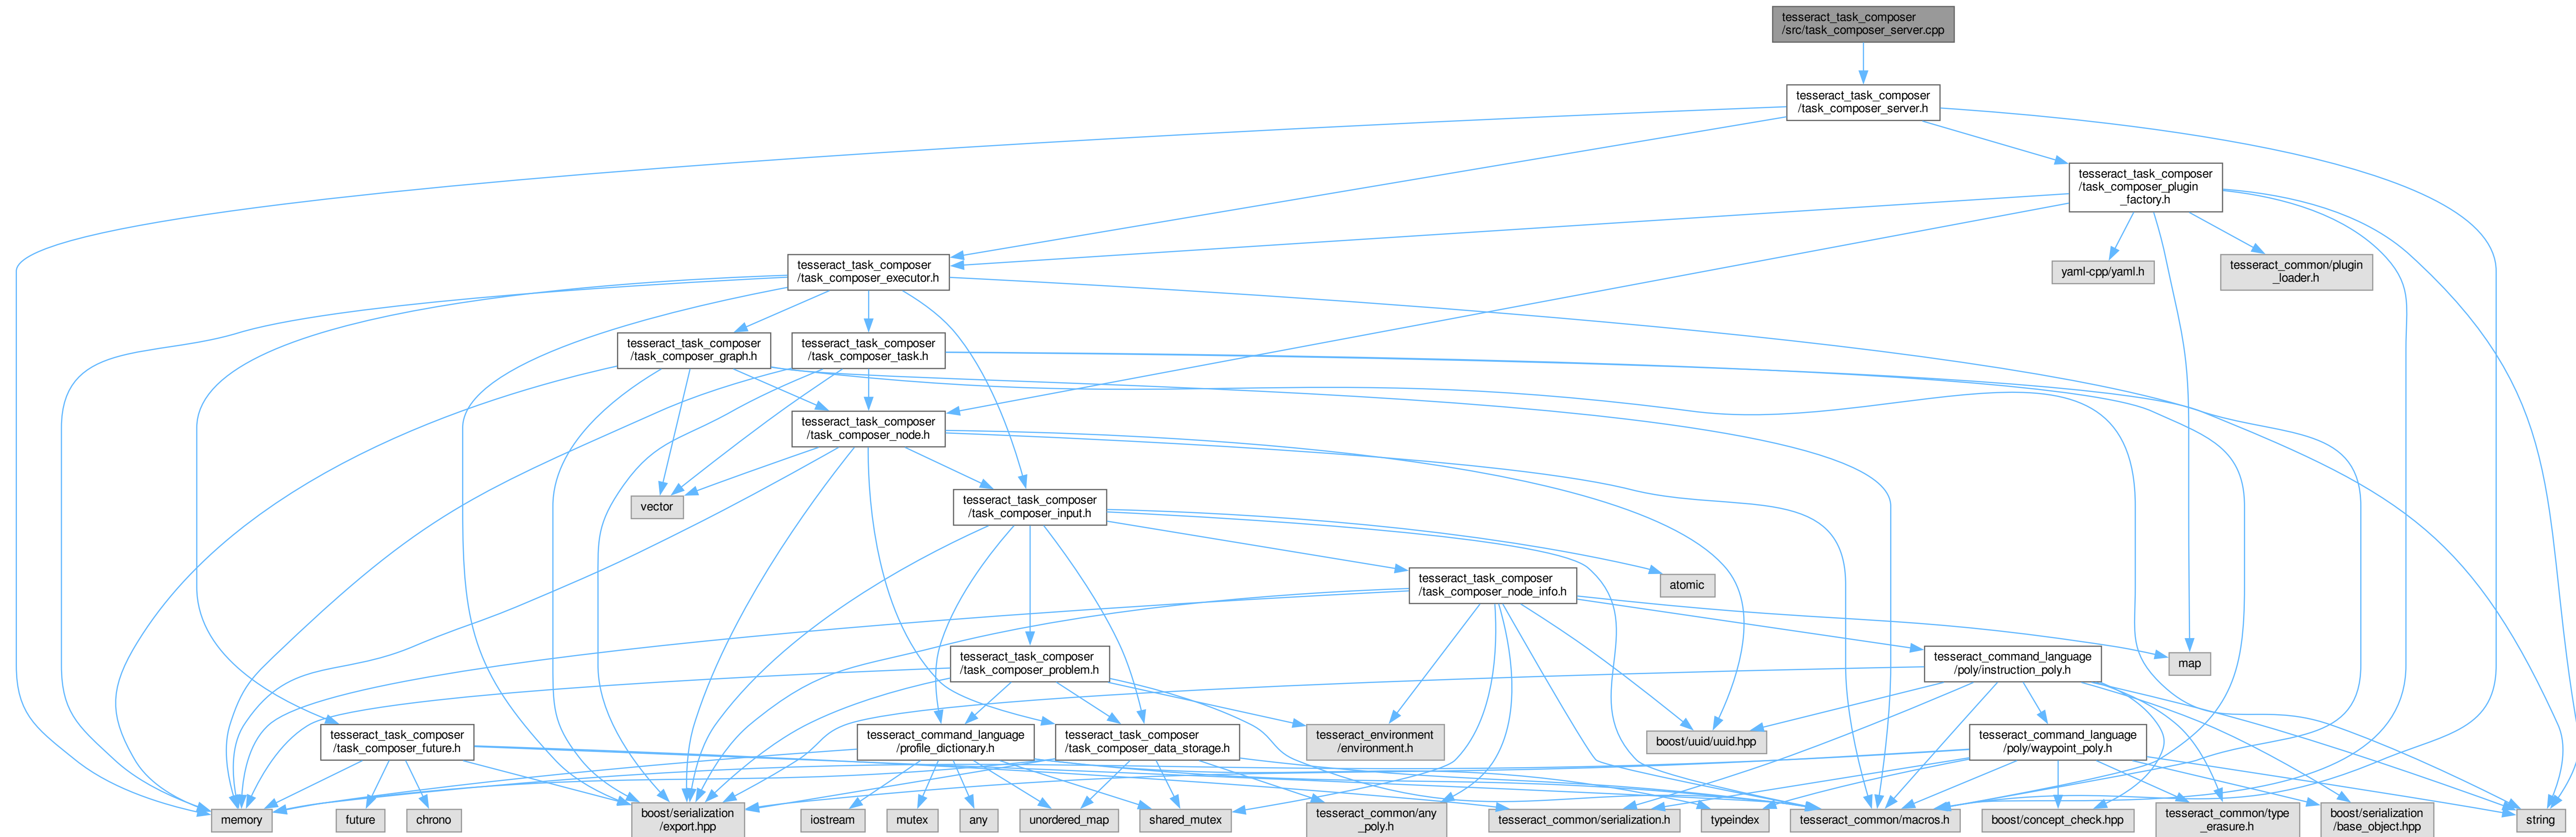 tesseract_task_composer
/src/task_composer_server.cpp
tesseract_task_composer
/task_composer_server.h
tesseract_task_composer
/task_composer_plugin
_factory.h
tesseract_task_composer
/task_composer_executor.h
yaml-cpp/yaml.h
tesseract_common/plugin
_loader.h
tesseract_task_composer
/task_composer_graph.h
tesseract_task_composer
/task_composer_task.h
tesseract_task_composer
/task_composer_node.h
vector
tesseract_task_composer
/task_composer_input.h
tesseract_task_composer
/task_composer_node_info.h
atomic
tesseract_task_composer
/task_composer_problem.h
tesseract_command_language
/poly/instruction_poly.h
map
tesseract_task_composer
/task_composer_future.h
tesseract_command_language
/profile_dictionary.h
tesseract_task_composer
/task_composer_data_storage.h
tesseract_environment
/environment.h
boost/uuid/uuid.hpp
tesseract_command_language
/poly/waypoint_poly.h
memory
future
chrono
boost/serialization
/export.hpp
iostream
mutex
any
unordered_map
shared_mutex
tesseract_common/any
_poly.h
tesseract_common/serialization.h
typeindex
tesseract_common/macros.h
boost/concept_check.hpp
tesseract_common/type
_erasure.h
boost/serialization
/base_object.hpp
string